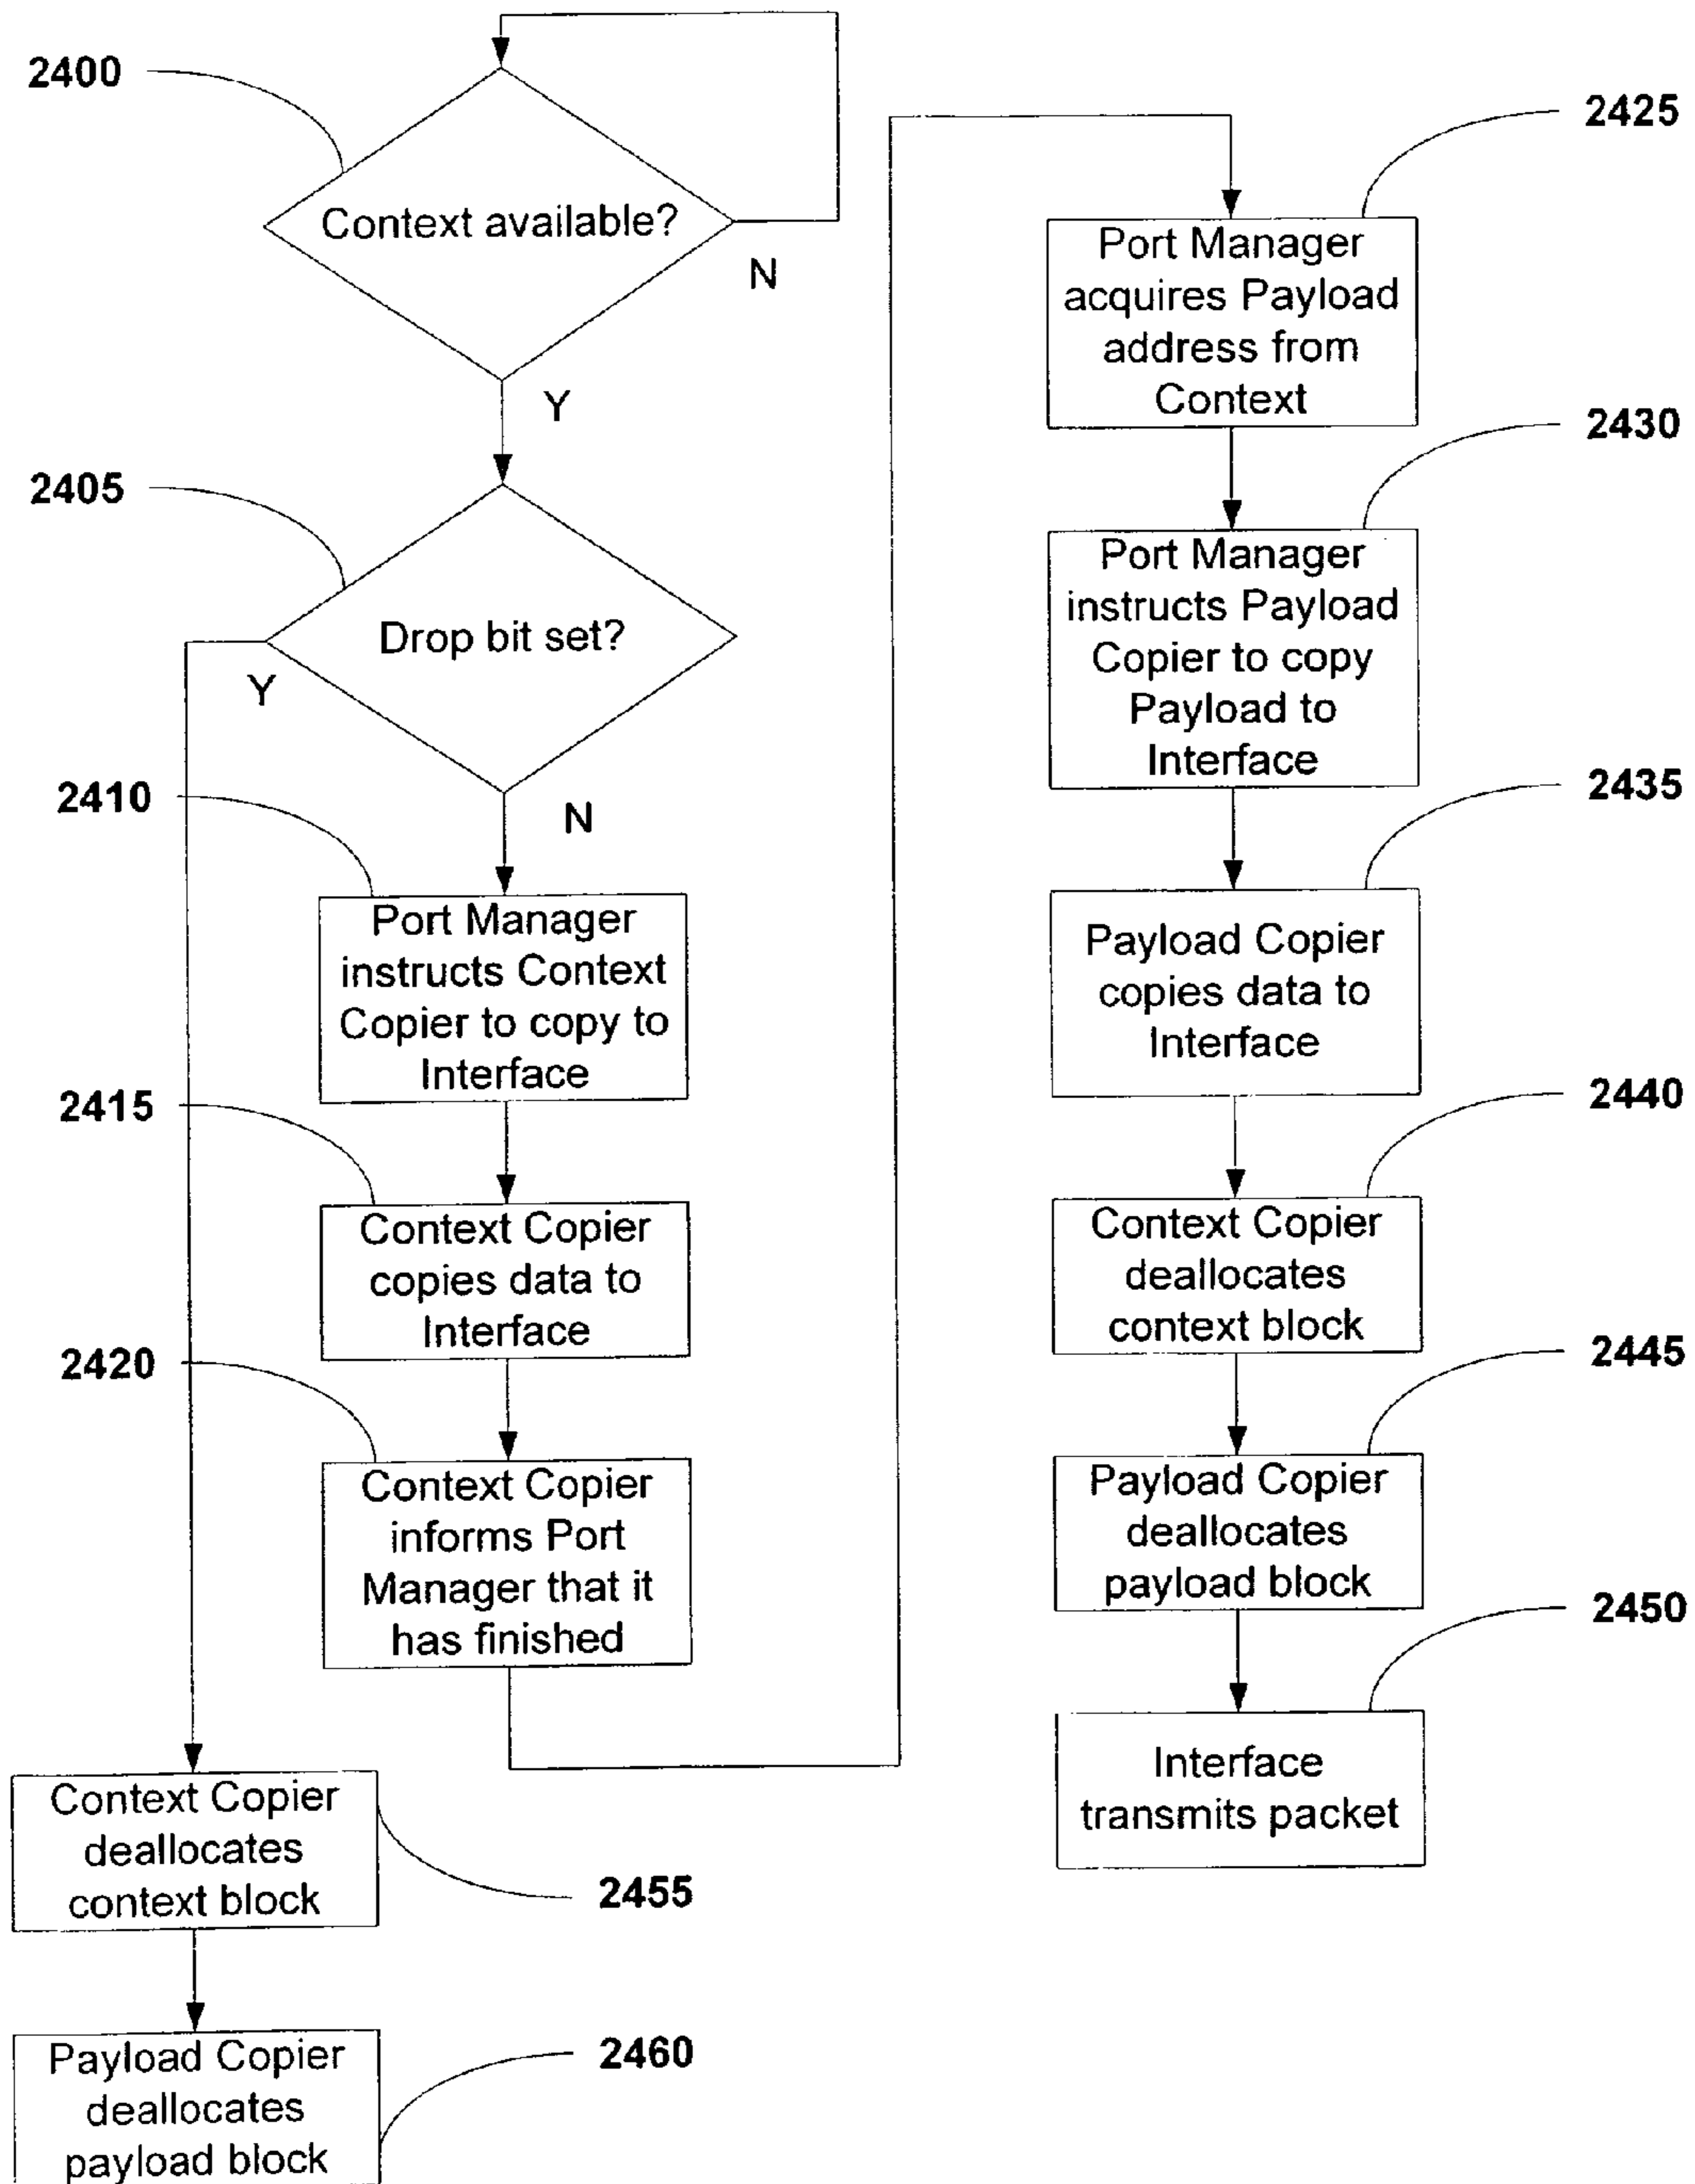 2400
Context available?
N
Y
2405
Drop bit set?
Y
N
2410
Port Manager
instructs Context
Copier to copy to
Interface
2415
Context Copier
copies data to
Interface
2420
Context Copier
informs Port
Manager that it
has finished
Context Copier
deallocates
context block
2455
Payload Copier
deallocates
payload block
2460
2425
Port Manager
acquires Payload
address from
Context
2430
Port Manager
instructs Payload
Copier to copy
Payload to
Interface
2435
Payload Copier
copies data to
Interface
2440
Context Copier
deallocates
context block
2445
Payload Copier
deallocates
payload block
2450
Interface
transmits packet